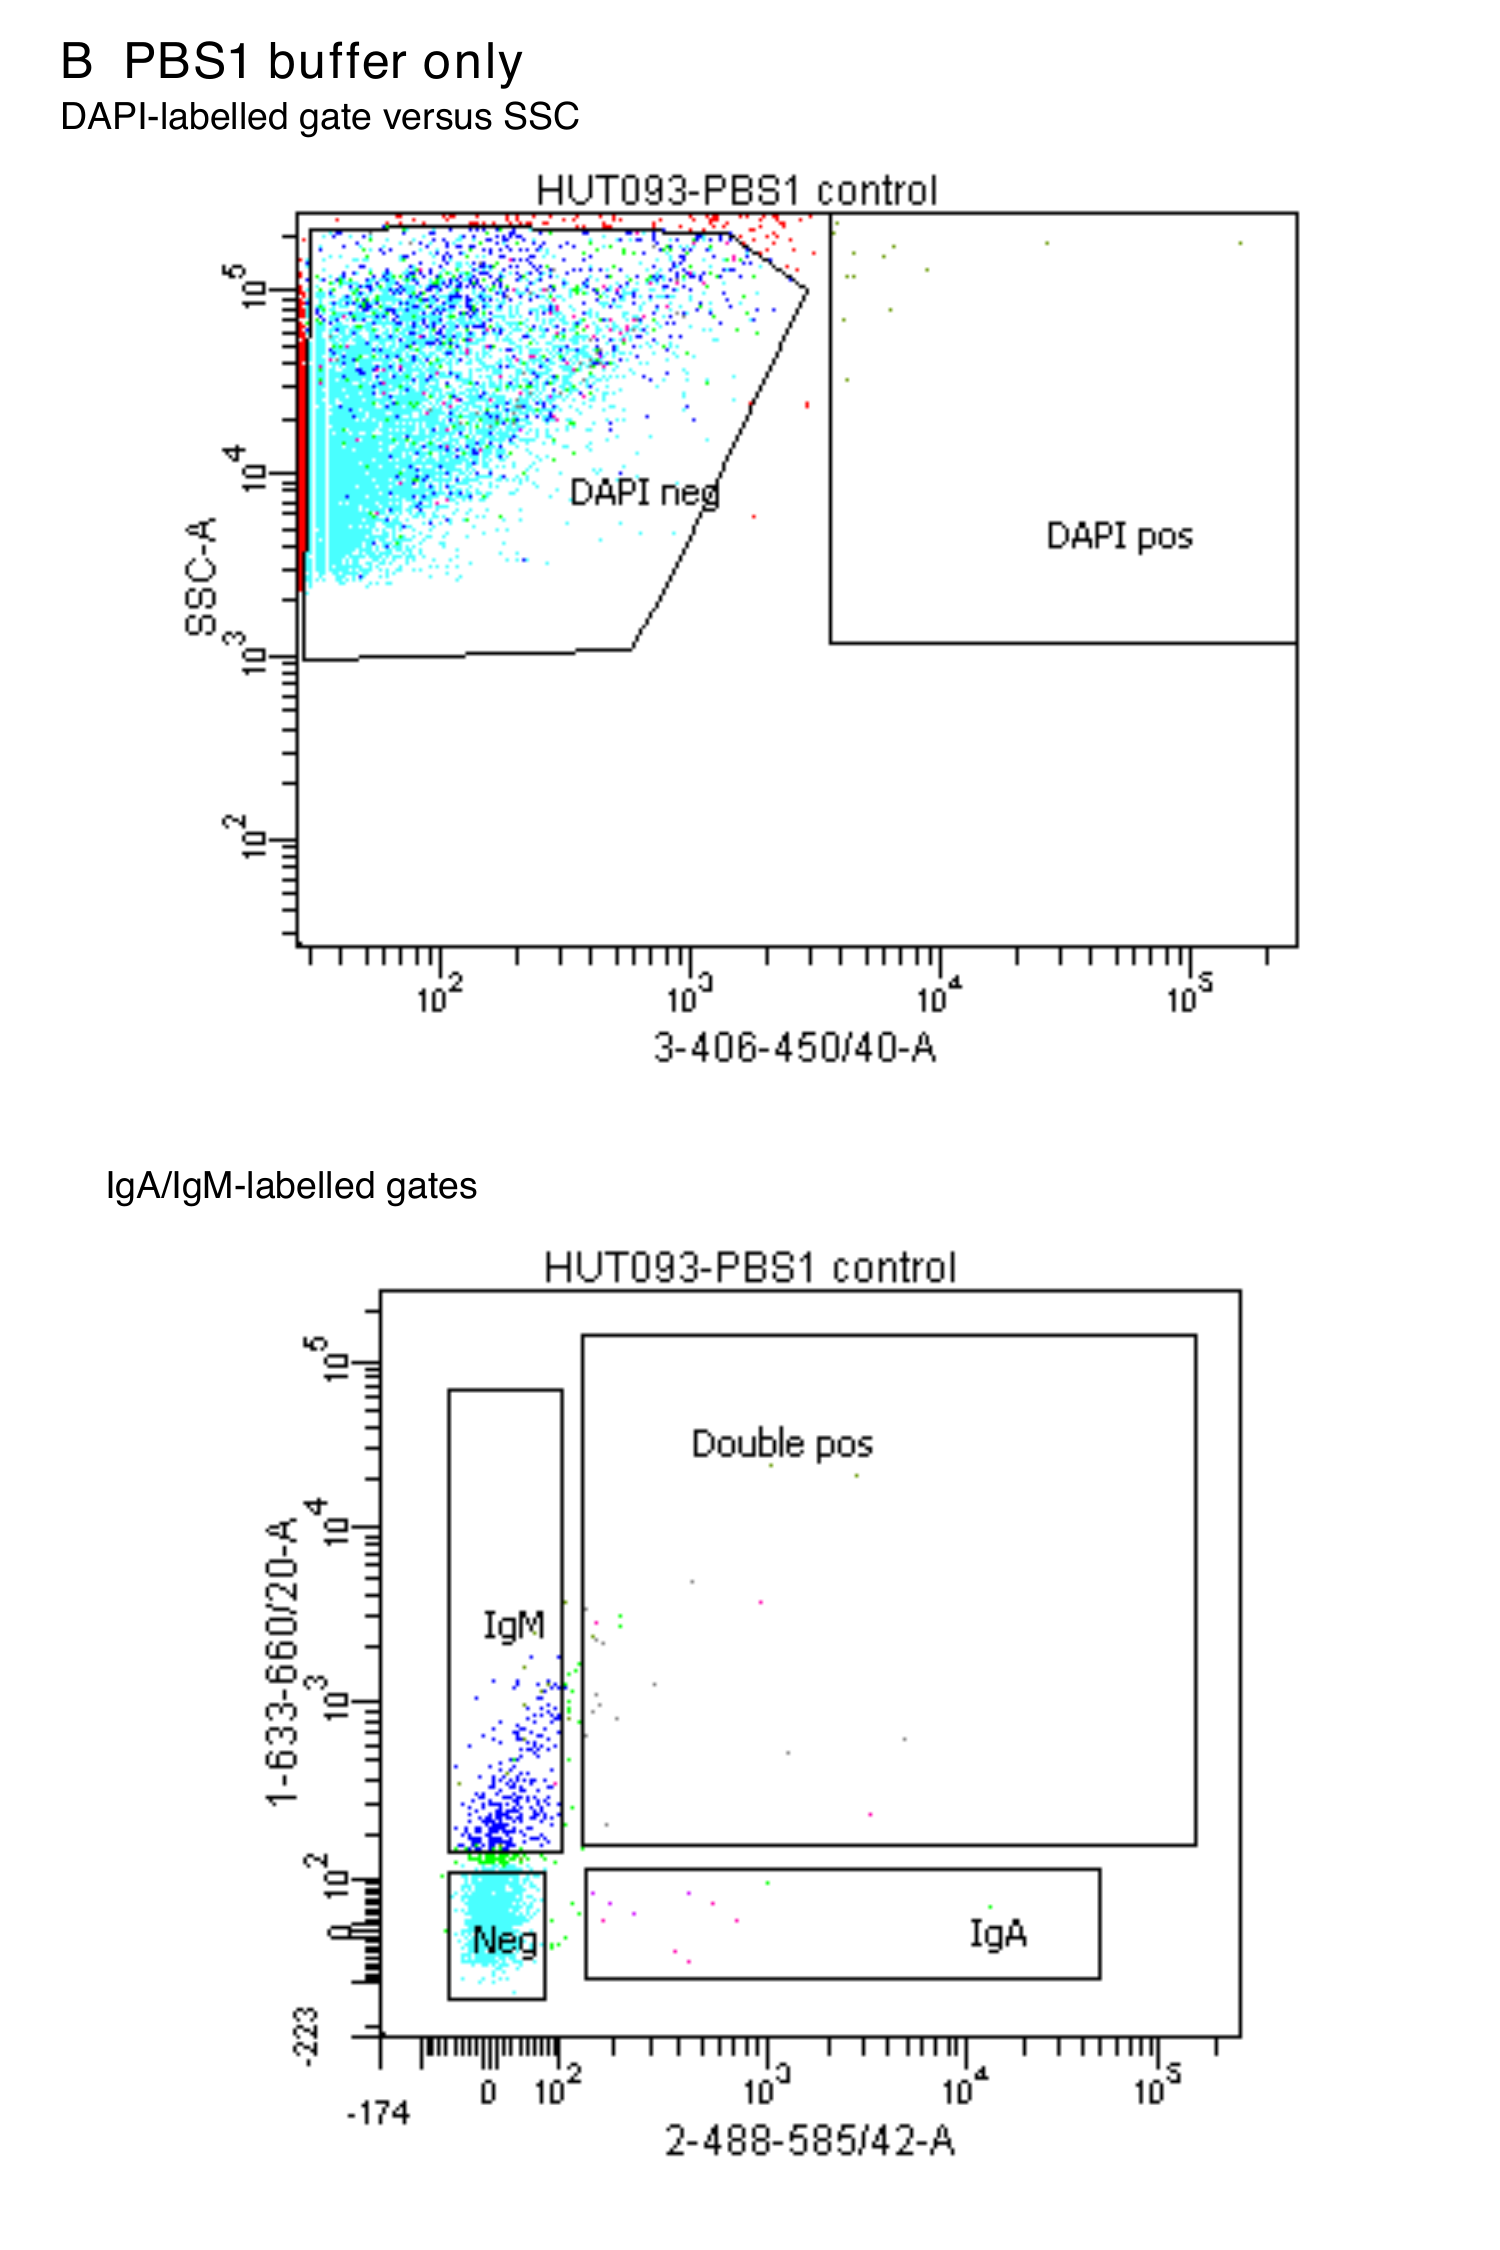 B PBS1 buffer only
DAPI-labelled gate versus SSC
HUT093-PBS1 control
SSC-A
10^5
10^4
10^3
10^2
DAPI neg
DAPI pos
10^2 10^3 10^4 10^5
3-406-450/40-A
IgA/IgM-labelled gates
HUT093-PBS1 control
1-633-660/20-A
10^5
10^4
10^3
10^2
0
-223
Double pos
IgM
Neg
IgA
-174 0 10^2 10^3 10^4 10^5
2-488-585/42-A